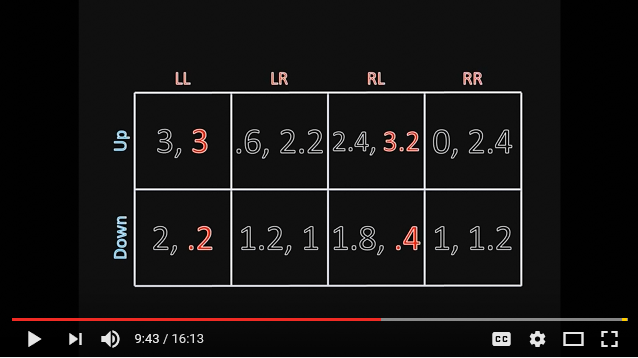 LL LR RL RR
Up 3, 3 .6, 2.2 2.4, 3.2 0, 2.4
Down 2, .2 1.2, 1 1.8, .4 1, 1.2
9:43 / 16:13 CC